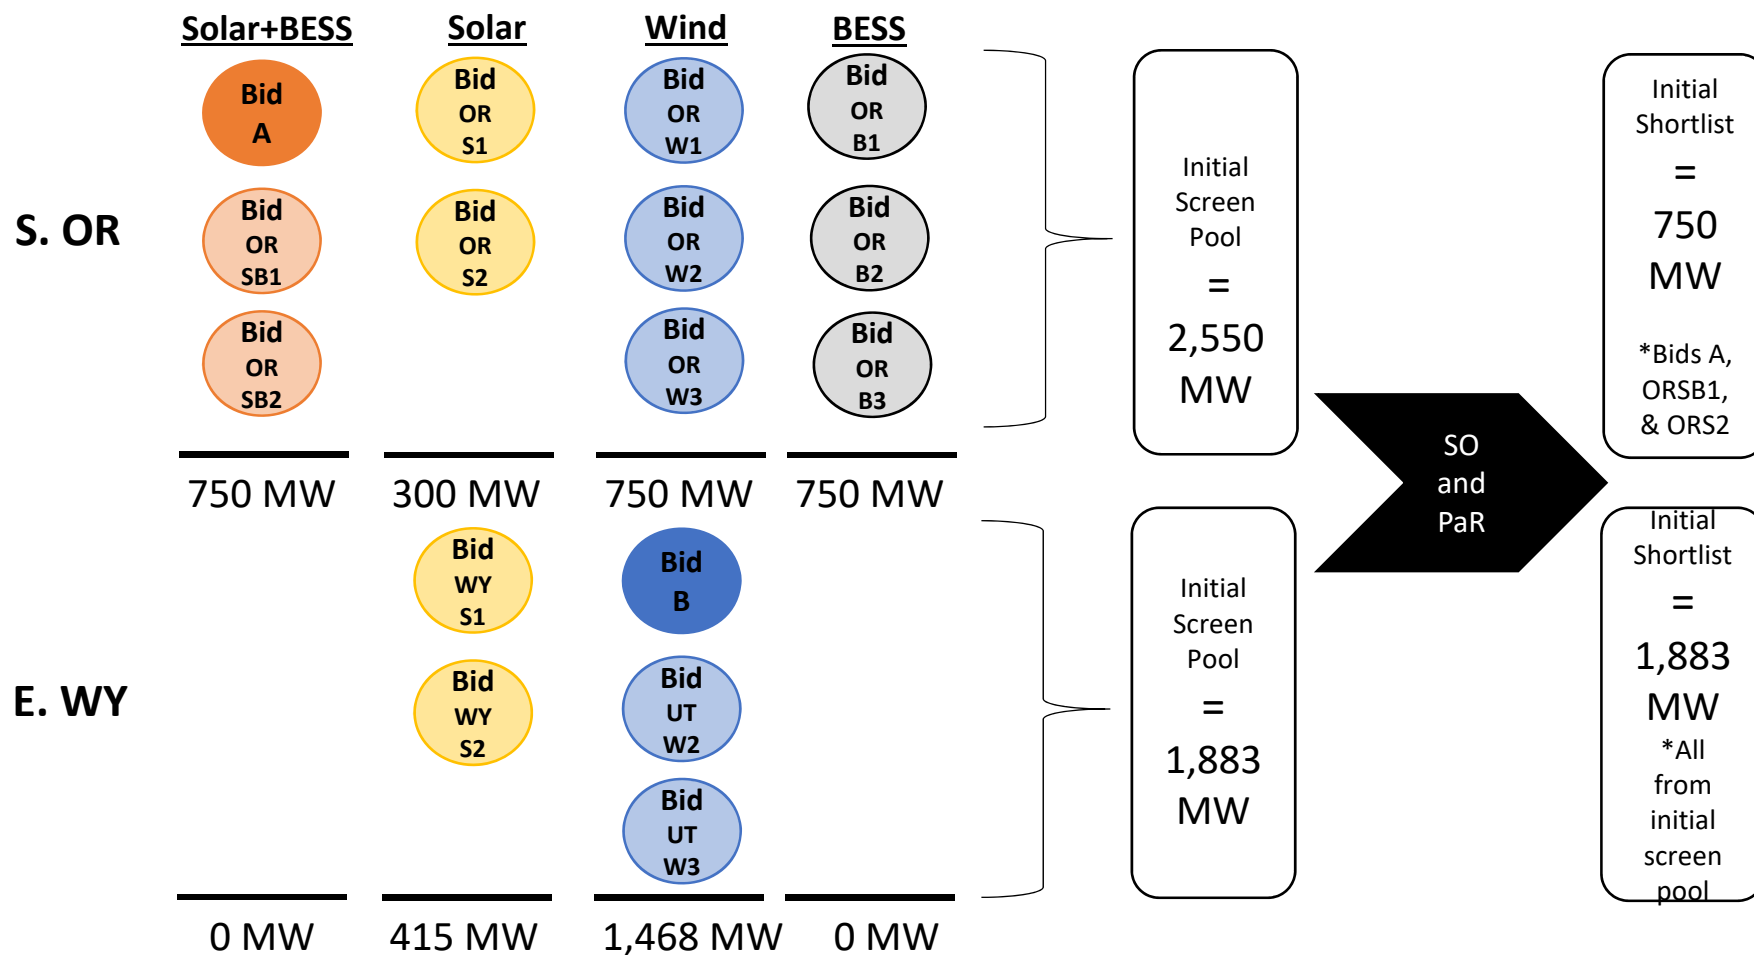 Solar+BESS Solar Wind BESS
S. OR
Bid
A
Bid
OR
SB1
Bid
OR
SB2
750 MW
Bid
OR
S1
Bid
OR
S2
300 MW
Bid
OR
W1
Bid
OR
W2
Bid
OR
W3
750 MW
Bid
OR
B1
Bid
OR
B2
Bid
OR
B3
750 MW
Initial
Screen
Pool
=
2,550
MW
E. WY
0 MW
Bid
WY
S1
Bid
WY
S2
415 MW
Bid
B
Bid
UT
W2
Bid
UT
W3
1,468 MW
0 MW
Initial
Screen
Pool
=
1,883
MW
SO
and
PaR
Initial
Shortlist
=
750
MW
*Bids A,
ORSB1,
& ORS2
Initial
Shortlist
=
1,883
MW
*All
from
initial
screen
pool